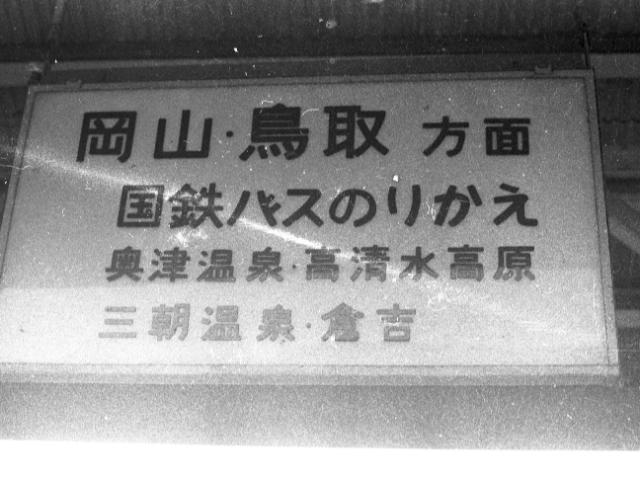 岡山・鳥取 方面
国鉄バスのりかえ
奥津温泉・高清水高原
三朝温泉・倉吉